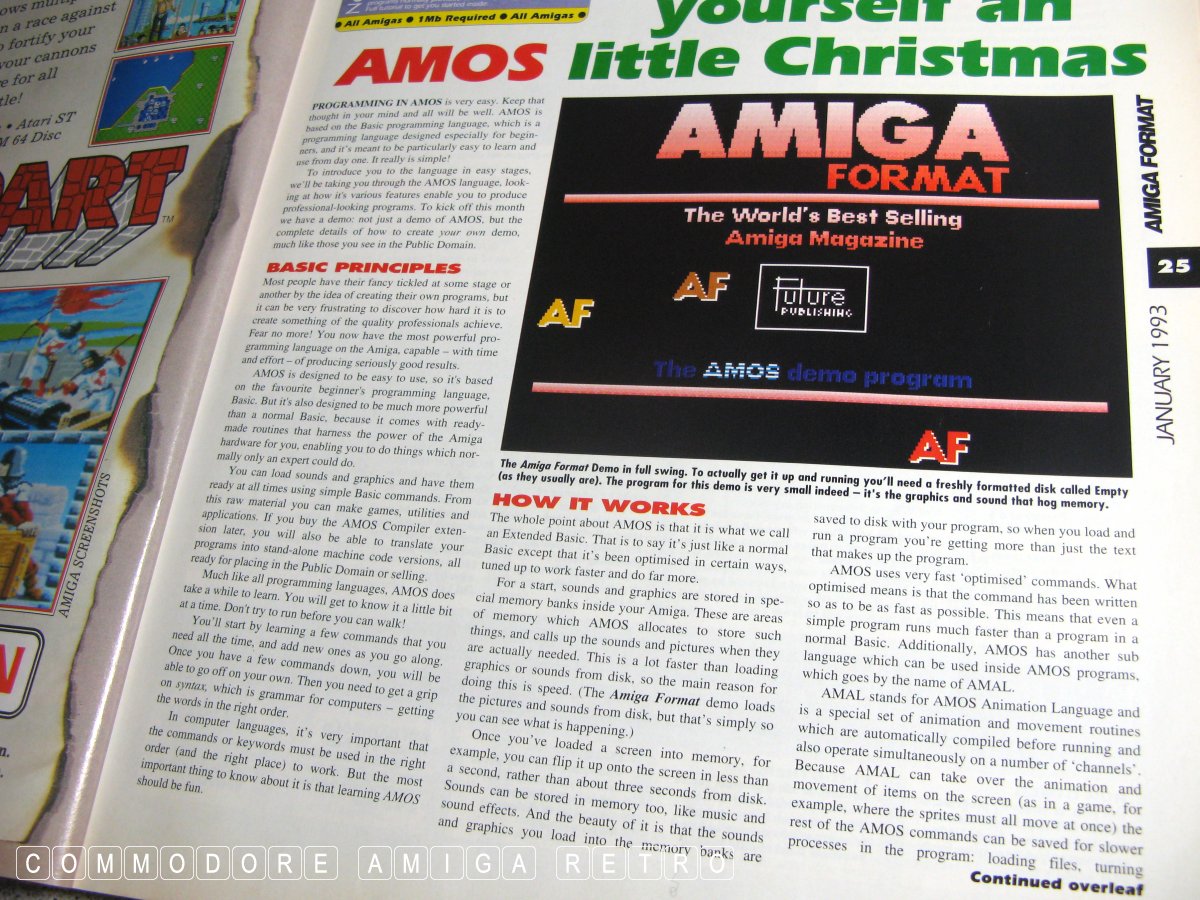 ows multip
n a race against
o fortify your
your cannons
e for all
tle!
• Atari ST
M 64 Disc
ART
TM
AMIGA SCREENSHOTS
N
n.
Full tutorial to get you started inside.
• All Amigas • 1Mb Required • All Amigas •
yourself an
AMOS little Christmas
PROGRAMMING IN AMOS is very easy. Keep that
thought in your mind and all will be well. AMOS is
based on the Basic programming language, which is a
programming language designed especially for begin-
ners, and it's meant to be particularly easy to learn and
use from day one. It really is simple!
To introduce you to the language in easy stages,
we'll be taking you through the AMOS language, look-
ing at how it's various features enable you to produce
professional-looking programs. To kick off this month
we have a demo: not just a demo of AMOS, but the
complete details of how to create your own demo,
much like those you see in the Public Domain.
BASIC PRINCIPLES
Most people have their fancy tickled at some stage or
another by the idea of creating their own programs, but
it can be very frustrating to discover how hard it is to
create something of the quality professionals achieve.
Fear no more! You now have the most powerful pro-
gramming language on the Amiga, capable – with time
and effort – of producing seriously good results.
AMOS is designed to be easy to use, so it's based
on the favourite beginner's programming language,
Basic. But it's also designed to be much more powerful
than a normal Basic, because it comes with ready-
made routines that harness the power of the Amiga
hardware for you, enabling you to do things which nor-
mally only an expert could do.
You can load sounds and graphics and have them
ready at all times using simple Basic commands. From
this raw material you can make games, utilities and
applications. If you buy the AMOS Compiler exten-
sion later, you will also be able to translate your
programs into stand-alone machine code versions, all
ready for placing in the Public Domain or selling.
Much like all programming languages, AMOS does
take a while to learn. You will get to know it a little bit
at a time. Don't try to run before you can walk!
You'll start by learning a few commands that you
need all the time, and add new ones as you go along.
Once you have a few commands down, you will be
able to go off on your own. Then you need to get a grip
on syntax, which is grammar for computers – getting
the words in the right order.
In computer languages, it's very important that
the commands or keywords must be used in the right
order (and the right place) to work. But the most
important thing to know about it is that learning AMOS
should be fun.
AMIGA
FORMAT
The World's Best Selling
Amiga Magazine
AF
AF
Future
PUBLISHING
The AMOS demo program
AF
The Amiga Format Demo in full swing. To actually get it up and running you'll need a freshly formatted disk called Empty
(as they usually are). The program for this demo is very small indeed – it's the graphics and sound that hog memory.
HOW IT WORKS
The whole point about AMOS is that it is what we call
an Extended Basic. That is to say it's just like a normal
Basic except that it's been optimised in certain ways,
tuned up to work faster and do far more.
For a start, sounds and graphics are stored in spe-
cial memory banks inside your Amiga. These are areas
of memory which AMOS allocates to store such
things, and calls up the sounds and pictures when they
are actually needed. This is a lot faster than loading
graphics or sounds from disk, so the main reason for
doing this is speed. (The Amiga Format demo loads
the pictures and sounds from disk, but that's simply so
you can see what is happening.)
Once you've loaded a screen into memory, for
example, you can flip it up onto the screen in less than
a second, rather than about three seconds from disk.
Sounds can be stored in memory too, like music and
sound effects. And the beauty of it is that the sounds
and graphics you load into the memory banks are
saved to disk with your program, so when you load and
run a program you're getting more than just the text
that makes up the program.
AMOS uses very fast 'optimised' commands. What
optimised means is that the command has been written
so as to be as fast as possible. This means that even a
simple program runs much faster than a program in a
normal Basic. Additionally, AMOS has another sub
language which can be used inside AMOS programs,
which goes by the name of AMAL.
AMAL stands for AMOS Animation Language and
is a special set of animation and movement routines
which are automatically compiled before running and
also operate simultaneously on a number of 'channels'.
Because AMAL can take over the animation and
movement of items on the screen (as in a game, for
example, where the sprites must all move at once) the
rest of the AMOS commands can be saved for slower
processes in the program: loading files, turning
Continued overleaf
AMIGA FORMAT
25
JANUARY 1993
COMMODORE AMIGA RETRO